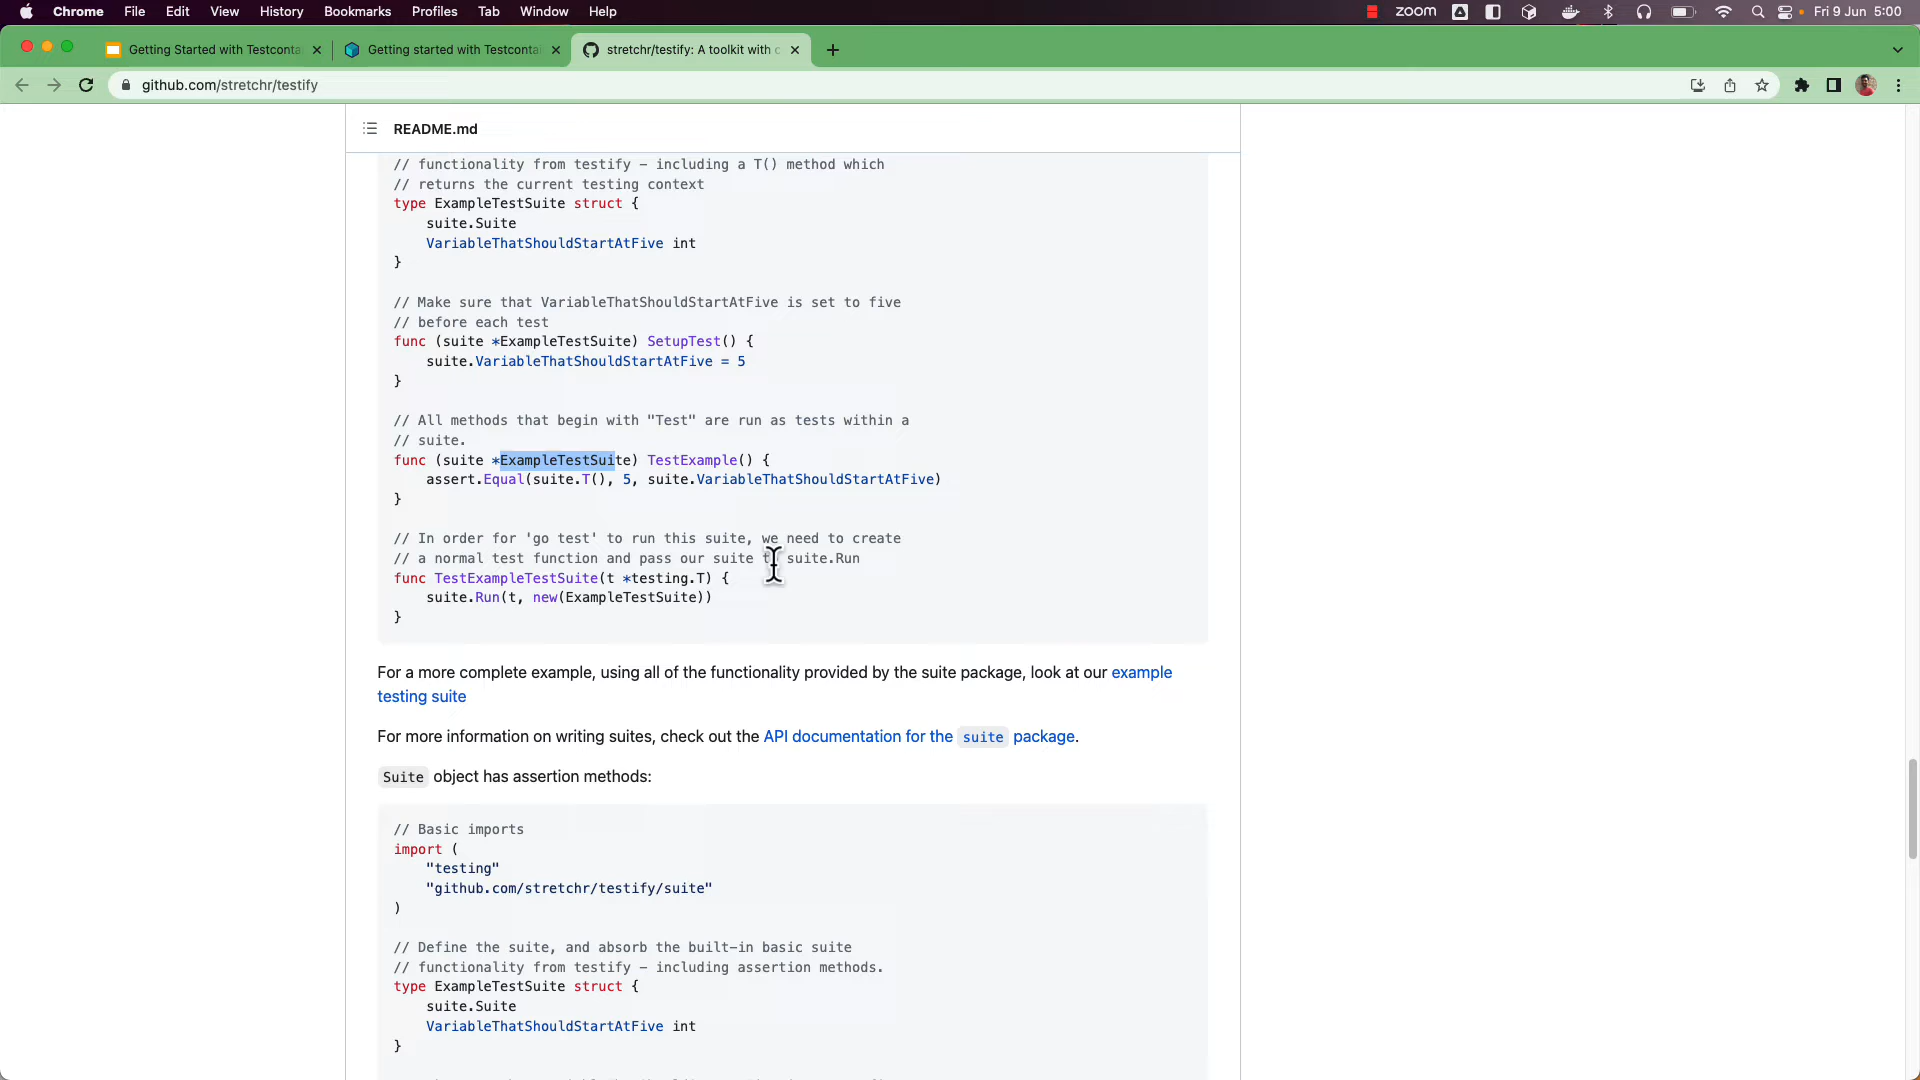 Chrome File Edit View History Bookmarks Profiles Tab Window Help zoom Fri 9 Jun 5:00
Getting Started with Testconta Getting started with Testcontai stretchr/testify: A toolkit with c
github.com/stretchr/testify
README.md
// functionality from testify - including a T() method which
// returns the current testing context
type ExampleTestSuite struct {
suite.Suite
VariableThatShouldStartAtFive int
}
// Make sure that VariableThatShouldStartAtFive is set to five
// before each test
func (suite *ExampleTestSuite) SetupTest() {
suite.VariableThatShouldStartAtFive = 5
}
// All methods that begin with "Test" are run as tests within a
// suite.
func (suite *ExampleTestSuite) TestExample() {
assert.Equal(suite.T(), 5, suite.VariableThatShouldStartAtFive)
}
// In order for 'go test' to run this suite, we need to create
// a normal test function and pass our suite to suite.Run
func TestExampleTestSuite(t *testing.T) {
suite.Run(t, new(ExampleTestSuite))
}
For a more complete example, using all of the functionality provided by the suite package, look at our example
testing suite
For more information on writing suites, check out the API documentation for the suite package.
Suite object has assertion methods:
// Basic imports
import (
"testing"
"github.com/stretchr/testify/suite"
)
// Define the suite, and absorb the built-in basic suite
// functionality from testify - including assertion methods.
type ExampleTestSuite struct {
suite.Suite
VariableThatShouldStartAtFive int
}